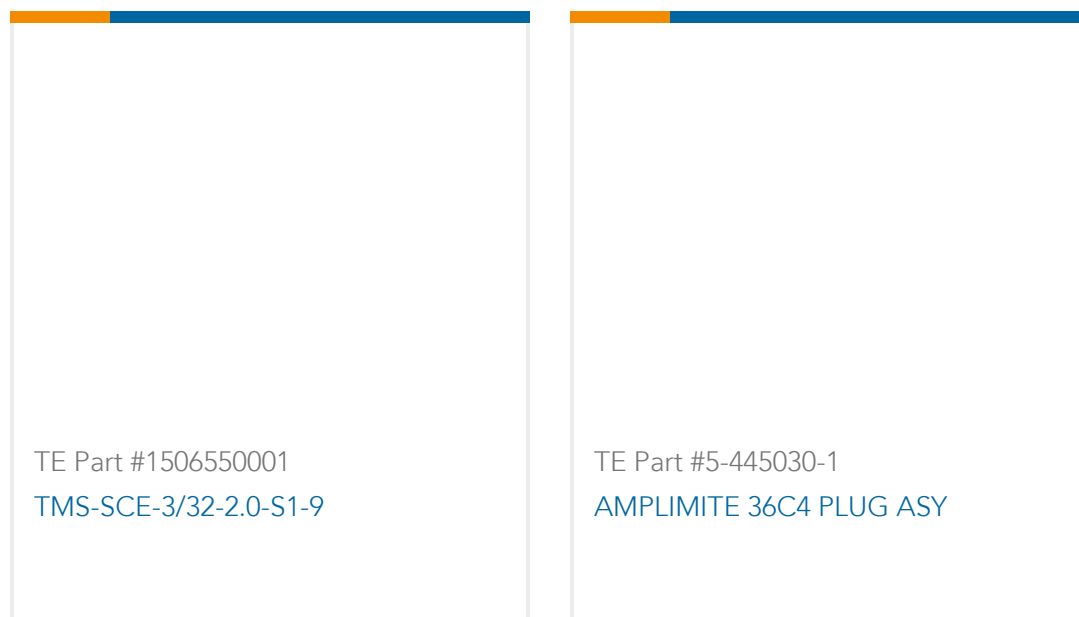 TE Part #1506550001
TMS-SCE-3/32-2.0-S1-9
TE Part #5-445030-1
AMPLIMITE 36C4 PLUG ASY